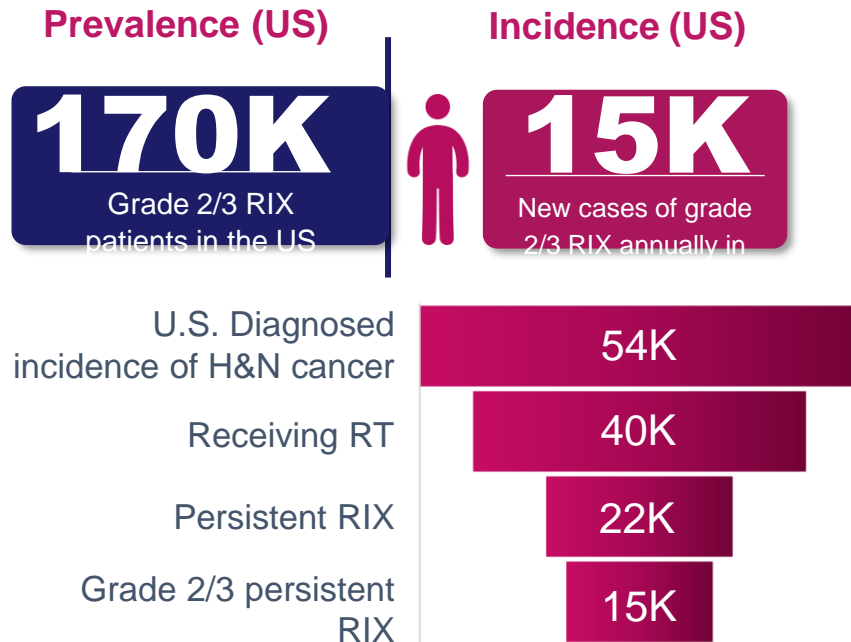 Prevalence (US)
Incidence (US)
170K
Grade 2/3 RIX
patients in the US
15K
New cases of grade
2/3 RIX annually in
U.S. Diagnosed
incidence of H&N cancer
54K
Receiving RT
40K
Persistent RIX
22K
Grade 2/3 persistent
RIX
15K